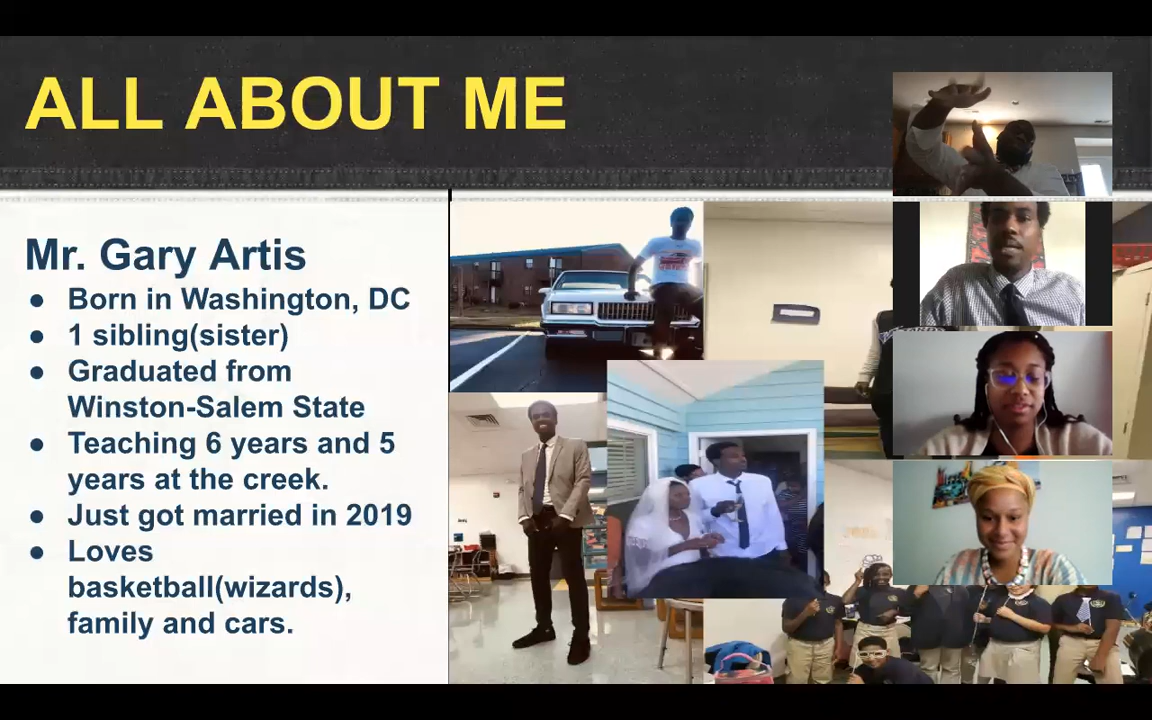 ALL ABOUT ME
Mr. Gary Artis
● Born in Washington, DC
● 1 sibling(sister)
● Graduated from
Winston-Salem State
● Teaching 6 years and 5
years at the creek.
● Just got married in 2019
● Loves
basketball(wizards),
family and cars.